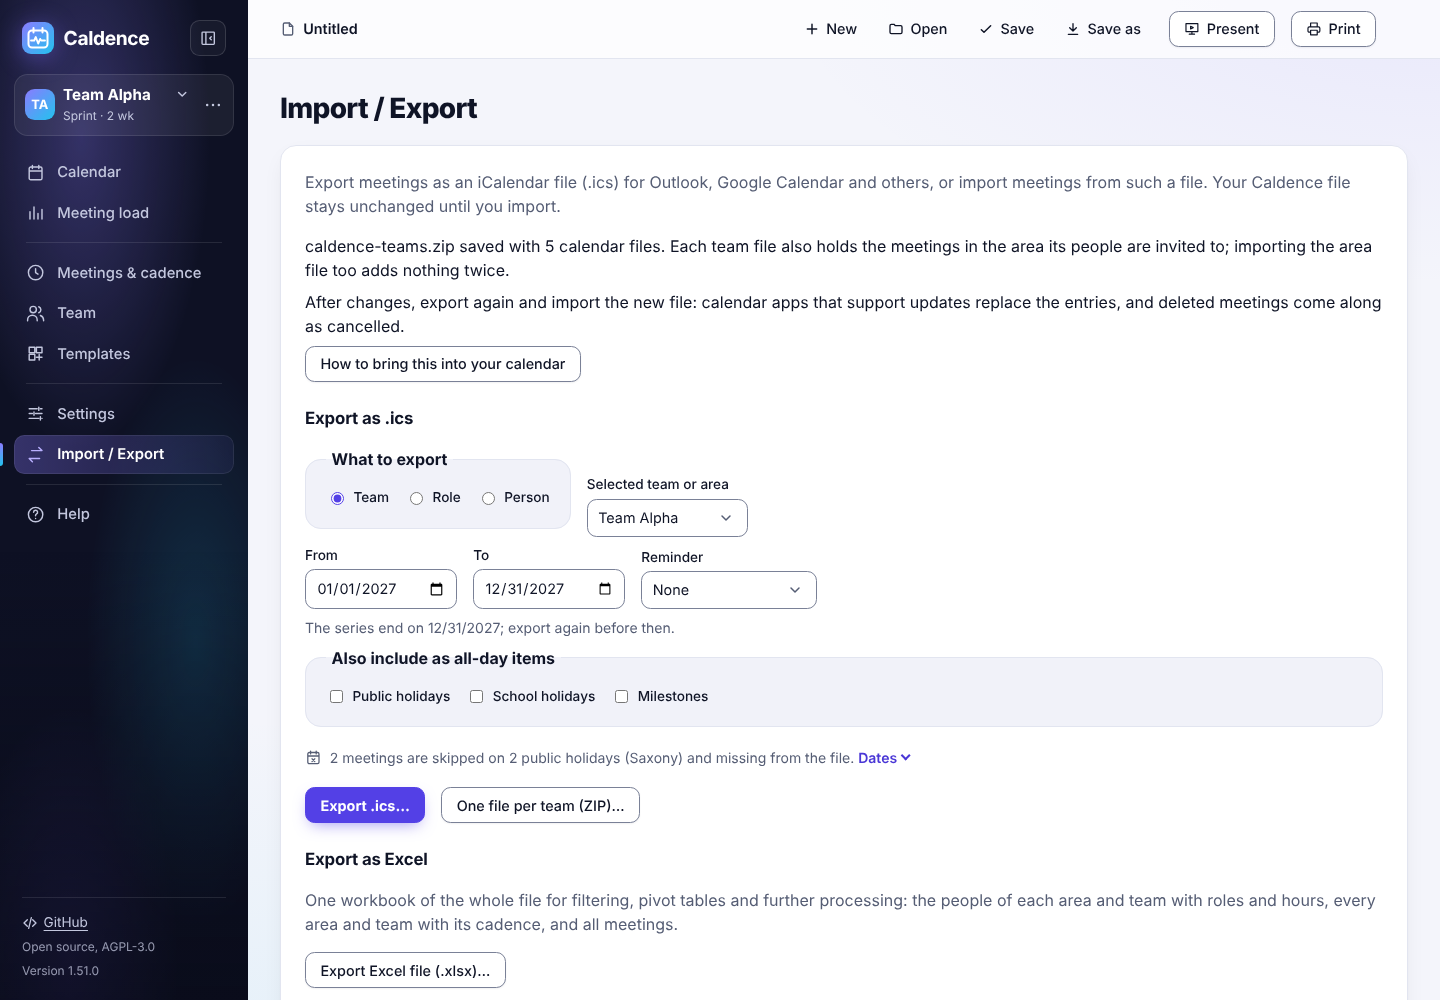 Caldence
TA
Team Alpha
Sprint · 2 wk
Calendar
Meeting load
Meetings & cadence
Team
Templates
Settings
Import / Export
Help
GitHub
Open source, AGPL-3.0
Version 1.51.0
Untitled
New
Open
Save
Save as
Present
Print
Import / Export
Export meetings as an iCalendar file (.ics) for Outlook, Google Calendar and others, or import meetings from such a file. Your Caldence file
stays unchanged until you import.
caldence-teams.zip saved with 5 calendar files. Each team file also holds the meetings in the area its people are invited to; importing the area
file too adds nothing twice.
After changes, export again and import the new file: calendar apps that support updates replace the entries, and deleted meetings come along
as cancelled.
How to bring this into your calendar
Export as .ics
What to export
Team
Role
Person
Selected team or area
Team Alpha
From
To
Reminder
01/01/2027
12/31/2027
None
The series end on 12/31/2027; export again before then.
Also include as all-day items
Public holidays
School holidays
Milestones
2 meetings are skipped on 2 public holidays (Saxony) and missing from the file. Dates
Export .ics...
One file per team (ZIP)...
Export as Excel
One workbook of the whole file for filtering, pivot tables and further processing: the people of each area and team with roles and hours, every
area and team with its cadence, and all meetings.
Export Excel file (.xlsx)...